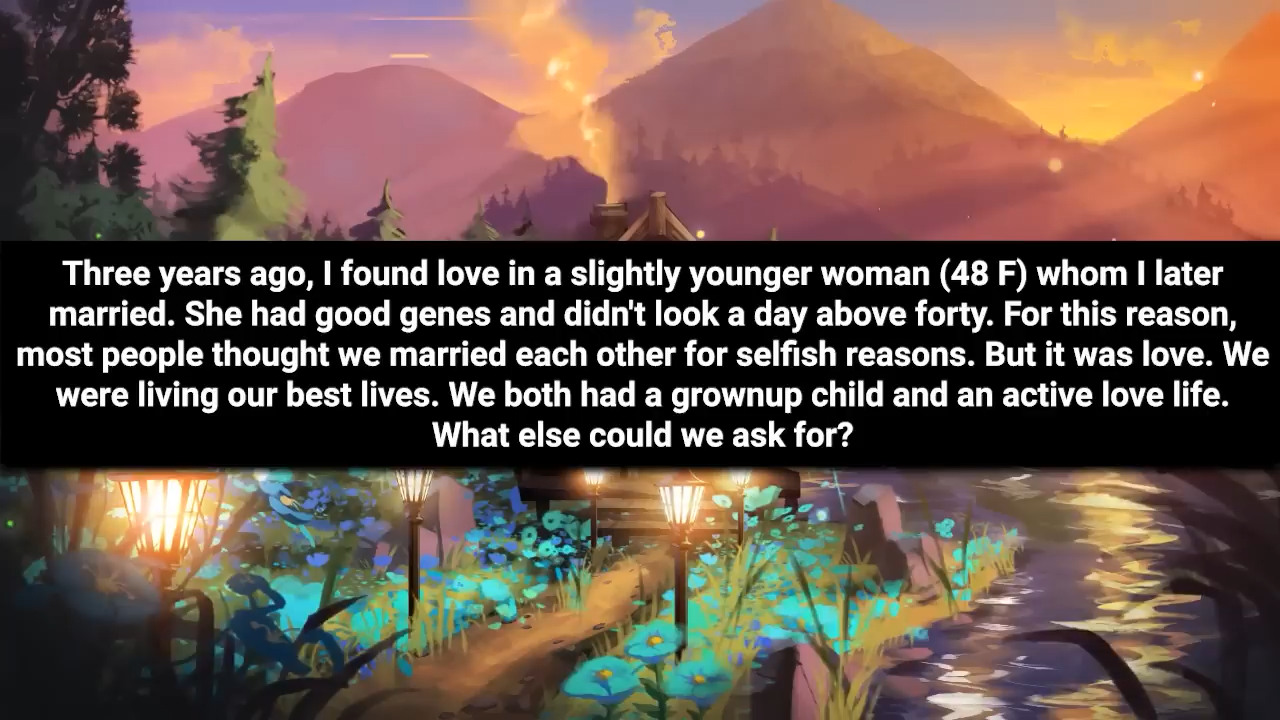 Three years ago, I found love in a slightly younger woman (48 F) whom I later
married. She had good genes and didn't look a day above forty. For this reason,
most people thought we married each other for selfish reasons. But it was love. We
were living our best lives. We both had a grownup child and an active love life.
What else could we ask for?